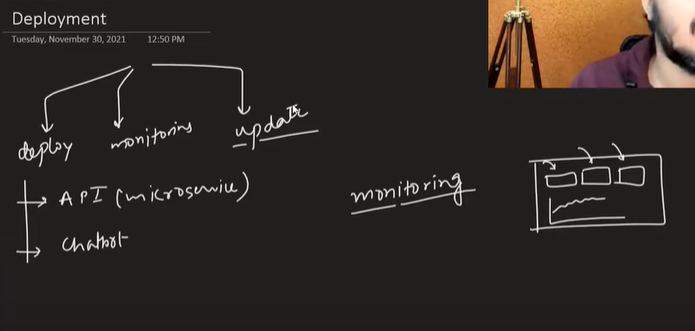 Deployment
Tuesday, November 30, 2021 12:50 PM
deploy monitoring update
API (microservice)
monitoring
Chatbot